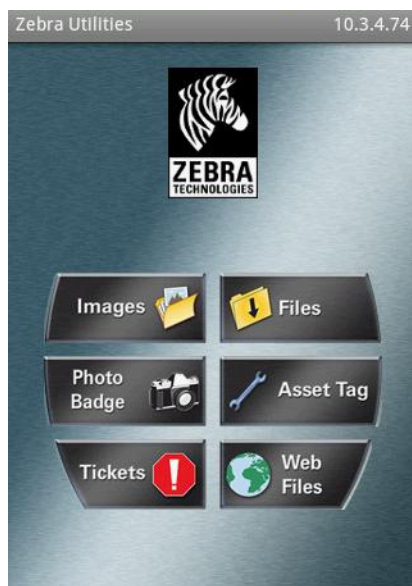 Zebra Utilities 10.3.4.74
ZEBRA
TECHNOLOGIES
Images
Files
Photo
Badge
Asset Tag
Tickets
Web
Files